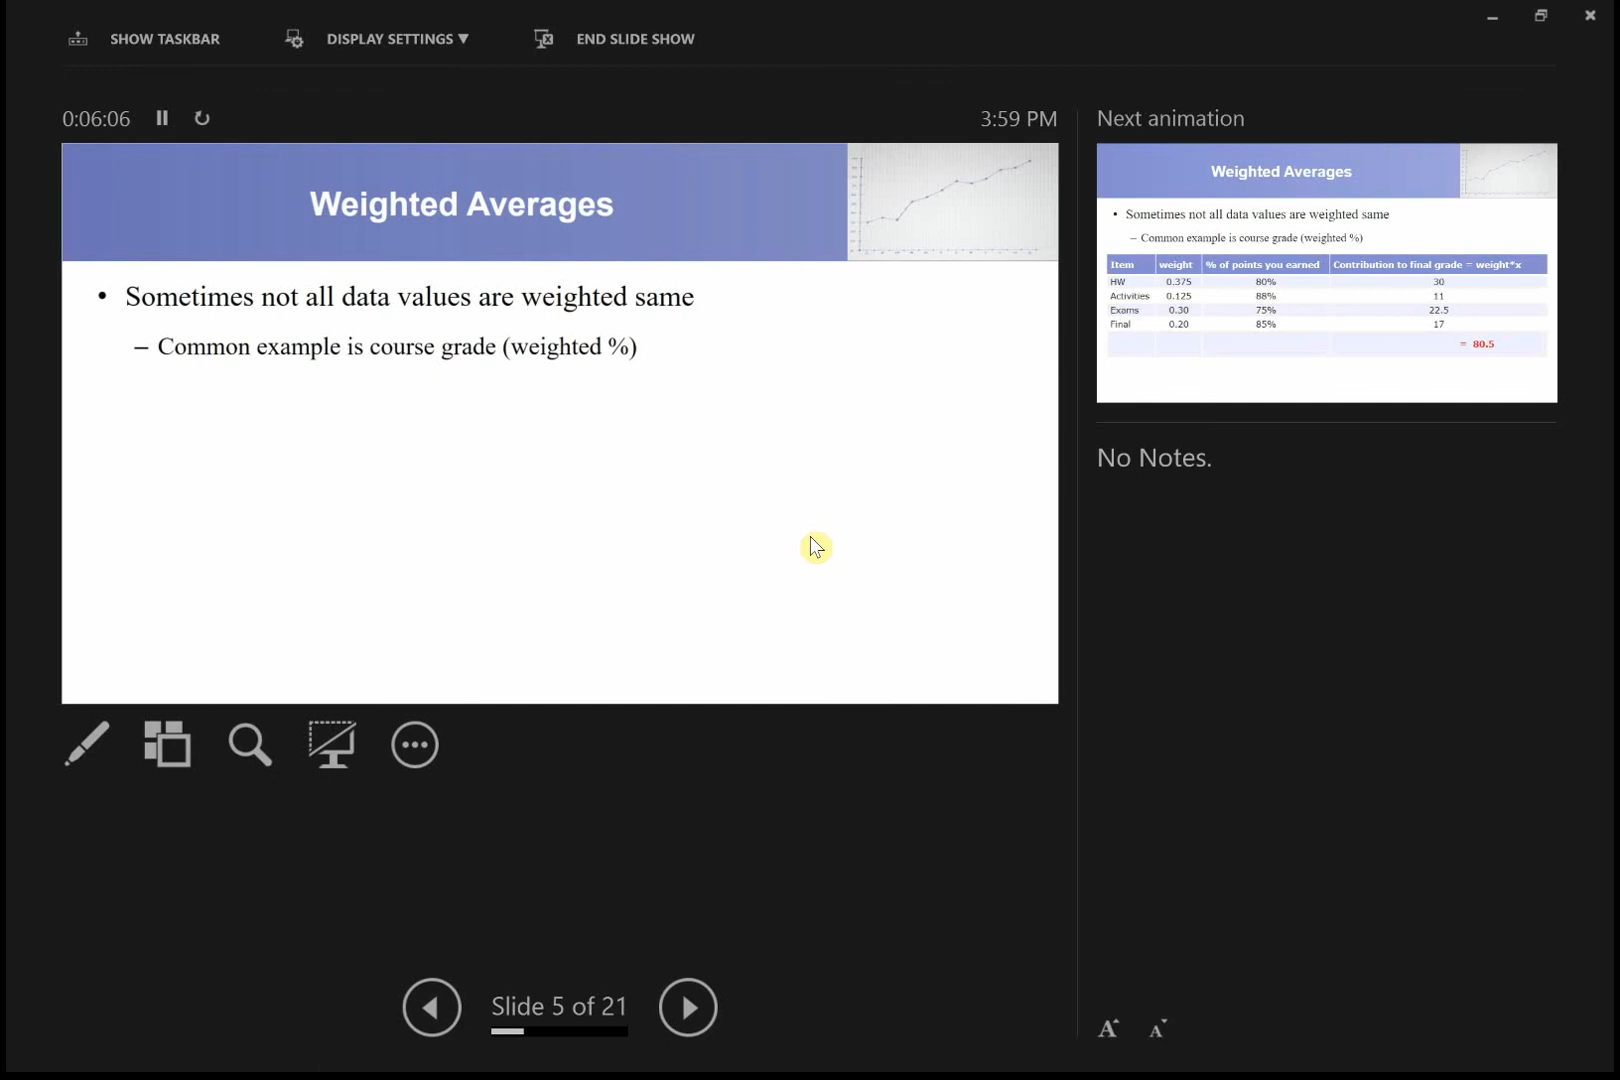 SHOW TASKBAR
DISPLAY SETTINGS ▼
END SLIDE SHOW
0:06:06
3:59 PM
Weighted Averages
• Sometimes not all data values are weighted same
– Common example is course grade (weighted %)
Slide 5 of 21
Next animation
Weighted Averages
• Sometimes not all data values are weighted same
– Common example is course grade (weighted %)
Item weight % of points you earned Contribution to final grade = weight*x
HW 0.375 80% 30
Activities 0.125 88% 11
Exams 0.30 75% 22.5
Final 0.20 85% 17
= 80.5
No Notes.
A A